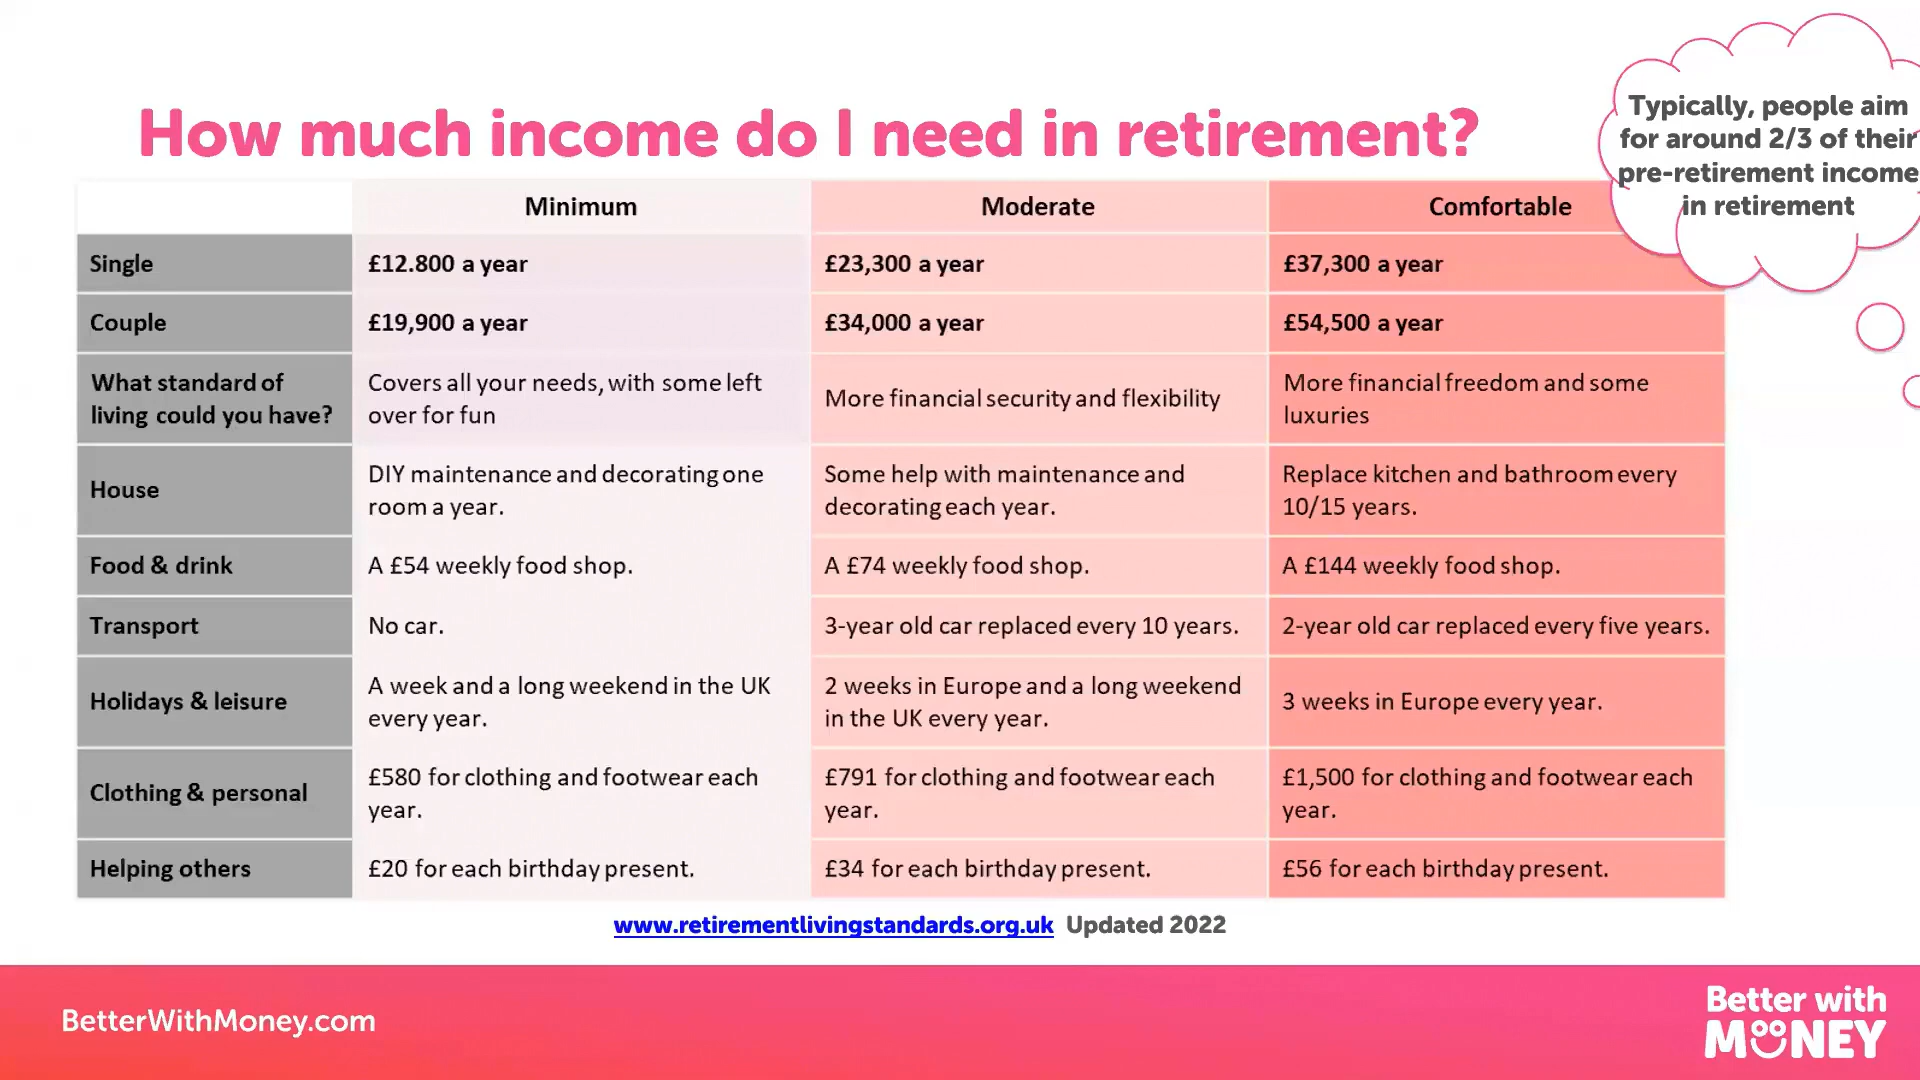 Typically, people aim
for around 2/3 of their
pre-retirement income
in retirement
How much income do I need in retirement?
Minimum Moderate Comfortable
Single £12.800 a year £23,300 a year £37,300 a year
Couple £19,900 a year £34,000 a year £54,500 a year
What standard of
living could you have?
Covers all your needs, with some left
over for fun
More financial security and flexibility
More financial freedom and some
luxuries
House
DIY maintenance and decorating one
room a year.
Some help with maintenance and
decorating each year.
Replace kitchen and bathroom every
10/15 years.
Food & drink A £54 weekly food shop. A £74 weekly food shop. A £144 weekly food shop.
Transport No car. 3-year old car replaced every 10 years. 2-year old car replaced every five years.
Holidays & leisure
A week and a long weekend in the UK
every year.
2 weeks in Europe and a long weekend
in the UK every year.
3 weeks in Europe every year.
Clothing & personal
£580 for clothing and footwear each
year.
£791 for clothing and footwear each
year.
£1,500 for clothing and footwear each
year.
Helping others £20 for each birthday present. £34 for each birthday present. £56 for each birthday present.
www.retirementlivingstandards.org.uk Updated 2022
BetterWithMoney.com
Better with
MONEY